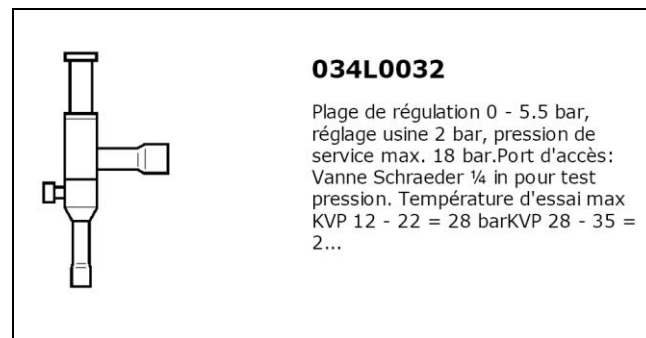 034L0032
Plage de régulation 0 - 5.5 bar,
réglage usine 2 bar, pression de
service max. 18 bar.Port d'accès:
Vanne Schraeder ¼ in pour test
pression. Température d'essai max
KVP 12 - 22 = 28 barKVP 28 - 35 =
2...